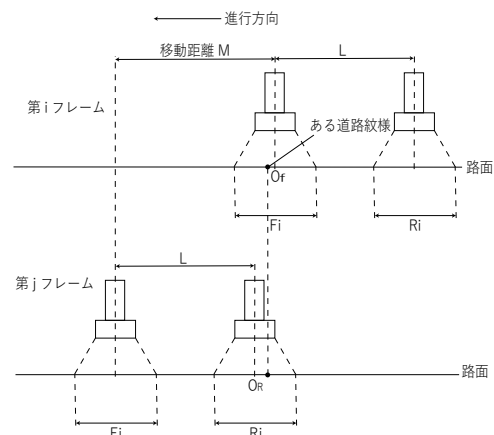 進行方向
移動距離 M
L
第 i フレーム
ある道路紋様
路面
Of
Fi
Ri
L
第 j フレーム
路面
OR
Fj
Rj